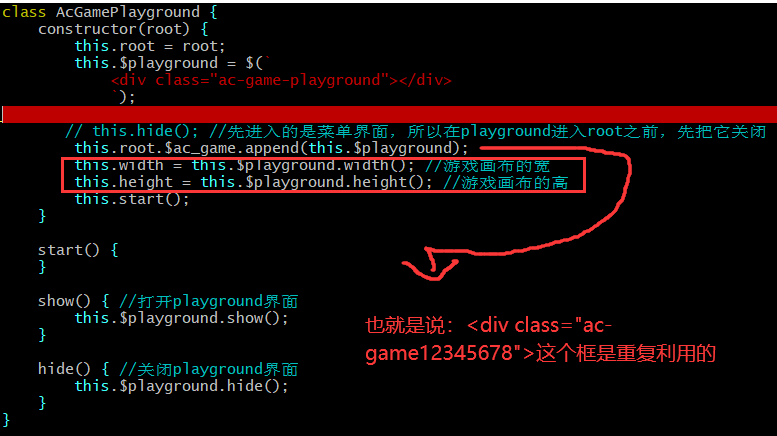 class AcGamePlayground {
    constructor(root) {
        this.root = root;
        this.$playground = $(`
            <div class="ac-game-playground"></div>
            `);
       // this.hide(); //先进入的是菜单界面，所以在playground进入root之前，先把它关闭
        this.root.$ac_game.append(this.$playground);
        this.width = this.$playground.width(); //游戏画布的宽
        this.height = this.$playground.height(); //游戏画布的高
        this.start();
    }
    start() {
    }
    show() { //打开playground界面
        this.$playground.show();
    }
    hide() { //关闭playground界面
        this.$playground.hide();
    }
}
也就是说：<div class="ac-
game12345678">这个框是重复利用的